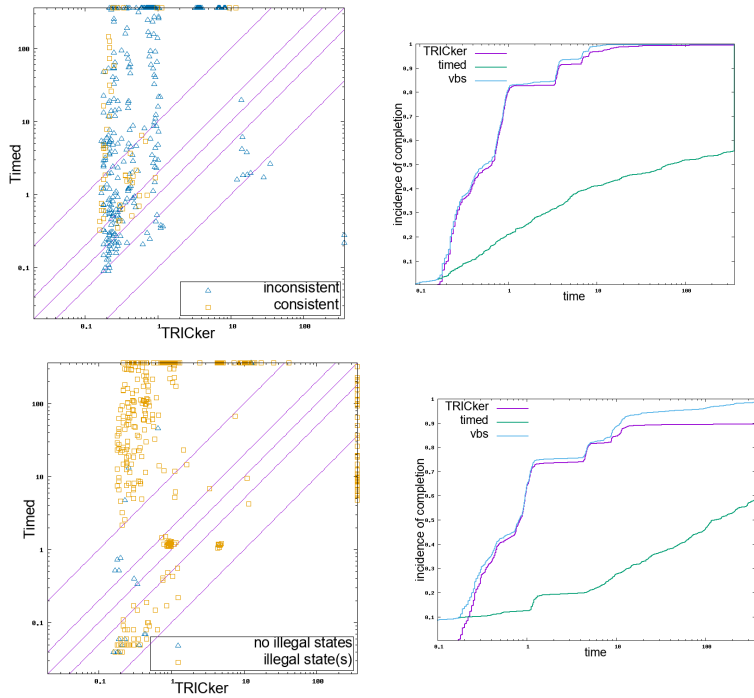 Timed
100
10
1
0.1
0.1
1
10
100
inconsistent
consistent
TRICker
incidence of completion
1
0.9
0.8
0.7
0.6
0.5
0.4
0.3
0.2
0.1
TRICker
timed
vbs
0.1
1
10
100
time
Timed
100
10
1
0.1
0.1
1
10
100
no illegal states
illegal state(s)
TRICker
incidence of completion
1
0.9
0.8
0.7
0.6
0.5
0.4
0.3
0.2
0.1
TRICker
timed
vbs
0.1
1
10
100
time